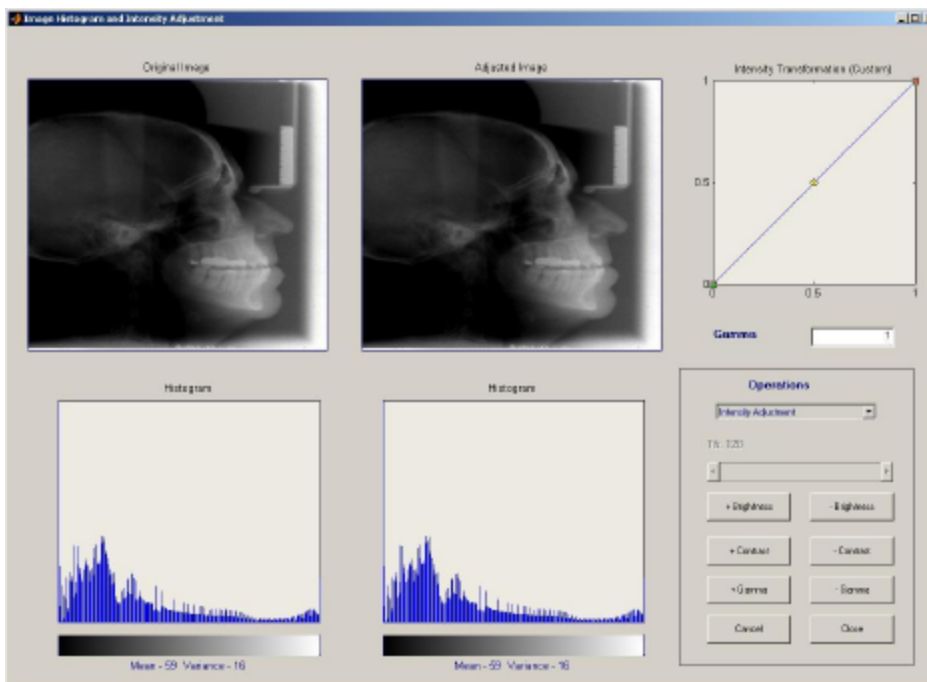 Image Histogram and Intensity Adjustment
Original Image
Adjusted Image
Intensity Transformation (Custom)
1
0.5
0
0
0.5
1
Gamma
1
Histogram
Histogram
Operations
Intensity Adjustment
Th: 120
+ Brightness
- Brightness
+ Contrast
- Contrast
+ Gamma
- Gamma
Cancel
Close
Mean - 59 Variance - 16
Mean - 59 Variance - 16